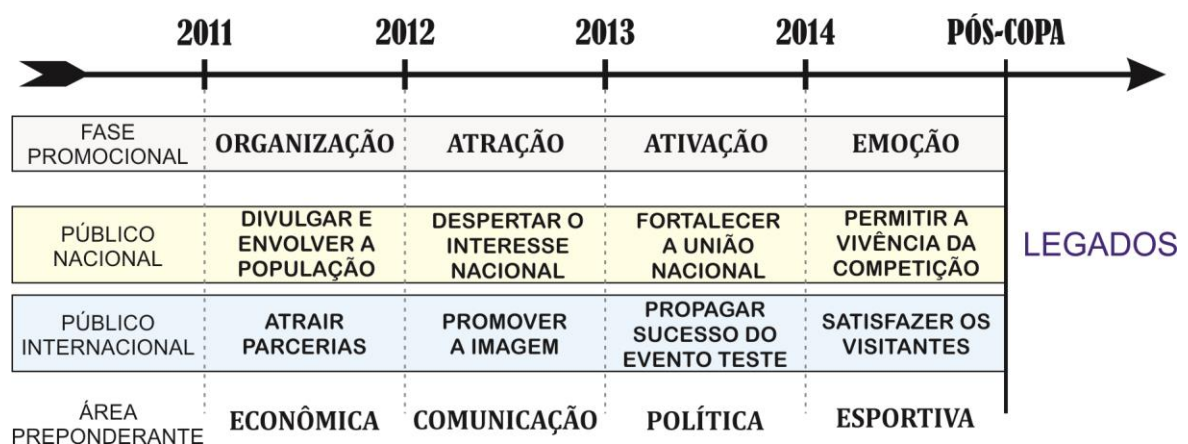 2011 2012 2013 2014 PÓS-COPA
FASE
PROMOCIONAL
ORGANIZAÇÃO
ATRAÇÃO
ATIVAÇÃO
EMOÇÃO
PÚBLICO
NACIONAL
DIVULGAR E
ENVOLVER A
POPULAÇÃO
DESPERTAR O
INTERESSE
NACIONAL
FORTALECER
A UNIÃO
NACIONAL
PERMITIR A
VIVÊNCIA DA
COMPETIÇÃO
LEGADOS
PÚBLICO
INTERNACIONAL
ATRAIR
PARCERIAS
PROMOVER
A IMAGEM
PROPAGAR
SUCESSO DO
EVENTO TESTE
SATISFAZER OS
VISITANTES
ÁREA
PREPONDERANTE
ECONÔMICA
COMUNICAÇÃO
POLÍTICA
ESPORTIVA